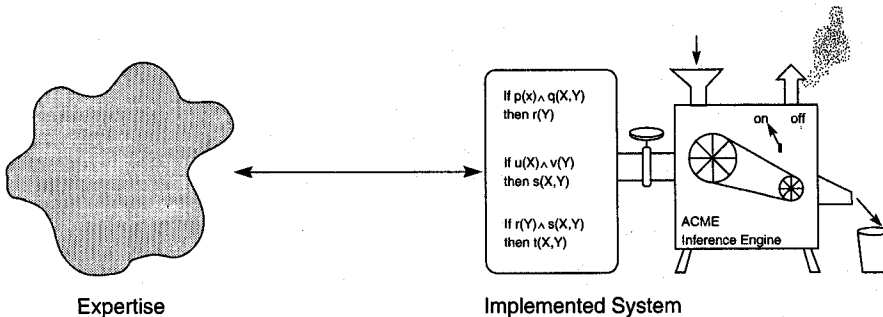 If p(x)∧ q(X,Y)
then r(Y)
If u(X)∧ v(Y)
then s(X,Y)
If r(Y)∧ s(X,Y)
then t(X,Y)
on off
ACME
Inference Engine
Expertise
Implemented System